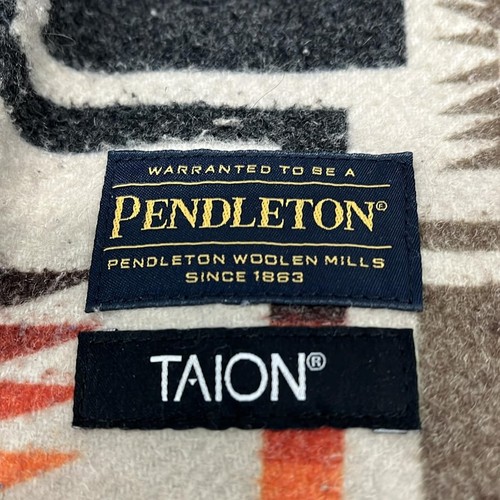 WARRANTED TO BE A
PENDLETON®
PENDLETON WOOLEN MILLS
SINCE 1863
TAION®